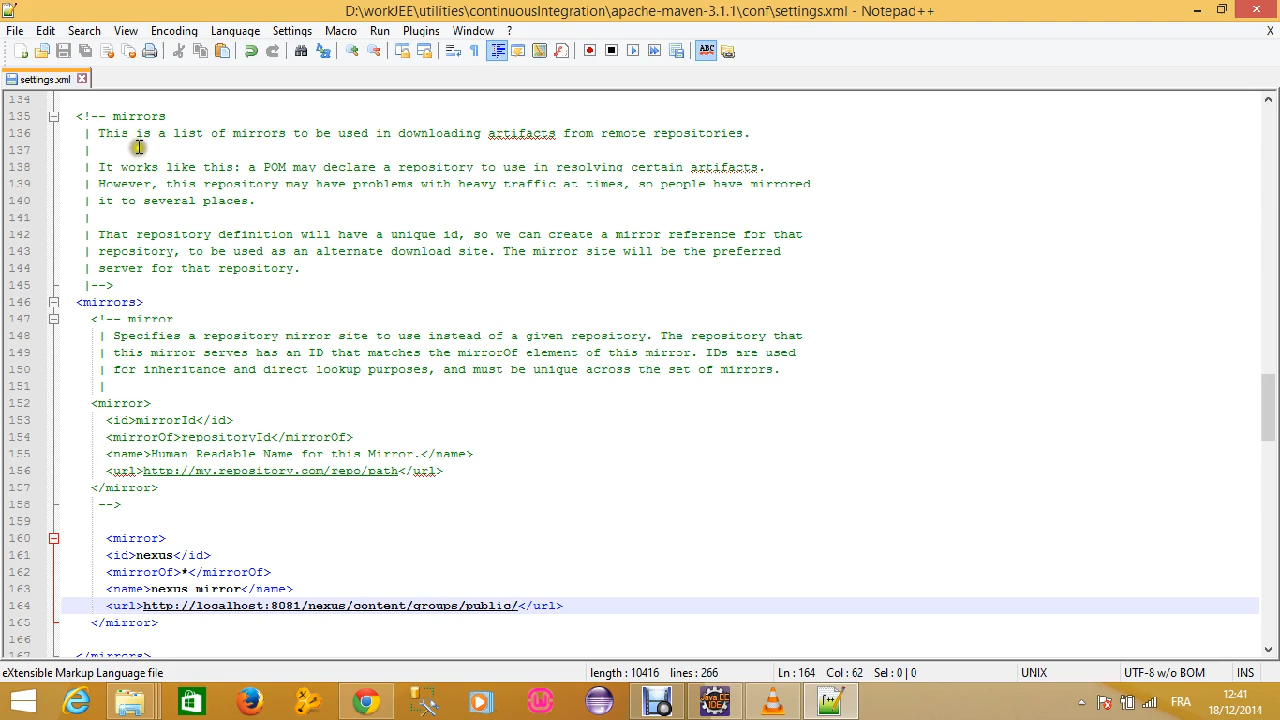 D:\workJEE\utilities\continuousIntegration\apache-maven-3.1.1\conf\settings.xml - Notepad++
File Edit Search View Encoding Language Settings Macro Run Plugins Window ? X
settings.xml
134
135 <!-- mirrors
136 | This is a list of mirrors to be used in downloading artifacts from remote repositories.
137 |
138 | It works like this: a POM may declare a repository to use in resolving certain artifacts.
139 | However, this repository may have problems with heavy traffic at times, so people have mirrored
140 | it to several places.
141 |
142 | That repository definition will have a unique id, so we can create a mirror reference for that
143 | repository, to be used as an alternate download site. The mirror site will be the preferred
144 | server for that repository.
145 |-->
146 <mirrors>
147 <!-- mirror
148 | Specifies a repository mirror site to use instead of a given repository. The repository that
149 | this mirror serves has an ID that matches the mirrorOf element of this mirror. IDs are used
150 | for inheritance and direct lookup purposes, and must be unique across the set of mirrors.
151 |
152 <mirror>
153 <id>mirrorId</id>
154 <mirrorOf>repositoryId</mirrorOf>
155 <name>Human Readable Name for this Mirror.</name>
156 <url>http://my.repository.com/repo/path</url>
157 </mirror>
158 -->
159
160 <mirror>
161 <id>nexus</id>
162 <mirrorOf>*</mirrorOf>
163 <name>nexus mirror</name>
164 <url>http://localhost:8081/nexus/content/groups/public/</url>
165 </mirror>
166
167 </mirrors>
eXtensible Markup Language file length : 10416 lines : 266 Ln : 164 Col : 62 Sel : 0 | 0 UNIX UTF-8 w/o BOM INS
FRA 12:41
18/12/2014